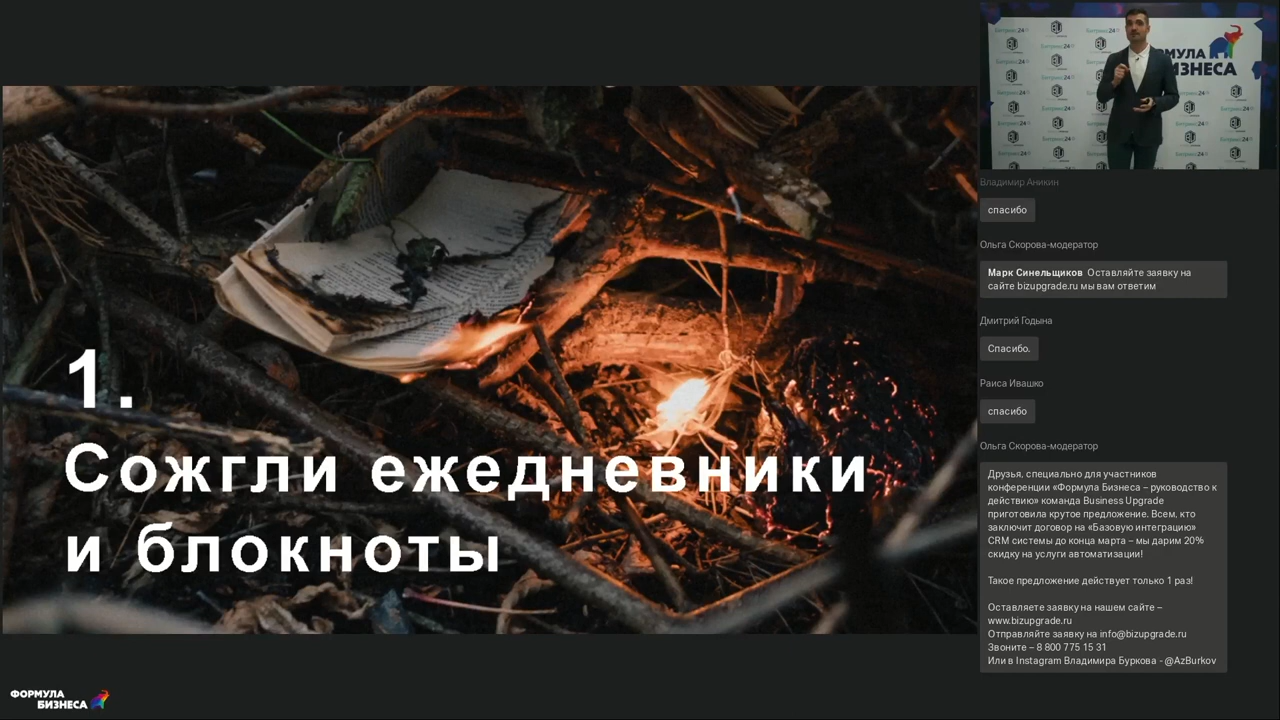 1.
Сожгли ежедневники
и блокноты
ФОРМУЛА
БИЗНЕСА
Битрикс24
БИЗНЕСА
Владимир Аникин
спасибо
Ольга Скорова-модератор
Марк Синельщиков Оставляйте заявку на
сайте bizupgrade.ru мы вам ответим
Дмитрий Годына
Спасибо.
Раиса Ивашко
спасибо
Ольга Скорова-модератор
Друзья, специально для участников
конференции «Формула Бизнеса – руководство к
действию» команда Business Upgrade
приготовила крутое предложение. Всем, кто
заключит договор на «Базовую интеграцию»
CRM системы до конца марта – мы дарим 20%
скидку на услуги автоматизации!
Такое предложение действует только 1 раз!
Оставляете заявку на нашем сайте –
www.bizupgrade.ru
Отправляйте заявку на info@bizupgrade.ru
Звоните – 8 800 775 15 31
Или в Instagram Владимира Буркова - @AzBurkov